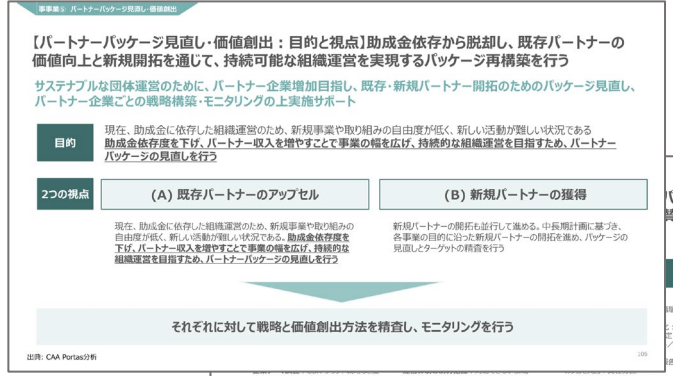 事業⑤ パートナーパッケージ見直し・価値創出
【パートナーパッケージ見直し・価値創出：目的と視点】助成金依存から脱却し、既存パートナーの
価値向上と新規開拓を通じて、持続可能な組織運営を実現するパッケージ再構築を行う
サステナブルな団体運営のために、パートナー企業増加目指し、既存・新規パートナー開拓のためのパッケージ見直し、
パートナー企業ごとの戦略構築・モニタリングの上実施サポート
目的
現在、助成金に依存した組織運営のため、新規事業や取り組みの自由度が低く、新しい活動が難しい状況である
助成金依存度を下げ、パートナー収入を増やすことで事業の幅を広げ、持続的な組織運営を目指すため、パートナー
パッケージの見直しを行う
2つの視点
(A) 既存パートナーのアップセル
(B) 新規パートナーの獲得
現在、助成金に依存した組織運営のため、新規事業や取り組みの
自由度が低く、新しい活動が難しい状況である。助成金依存度を
下げ、パートナー収入を増やすことで事業の幅を広げ、持続的な
組織運営を目指すため、パートナーパッケージの見直しを行う
新規パートナーの開拓も並行して進める。中長期計画に基づき、
各事業の目的に沿った新規パートナーの開拓を進め、パッケージの
見直しとターゲットの精査を行う
それぞれに対して戦略と価値創出方法を精査し、モニタリングを行う
出典: CAA Portas分析